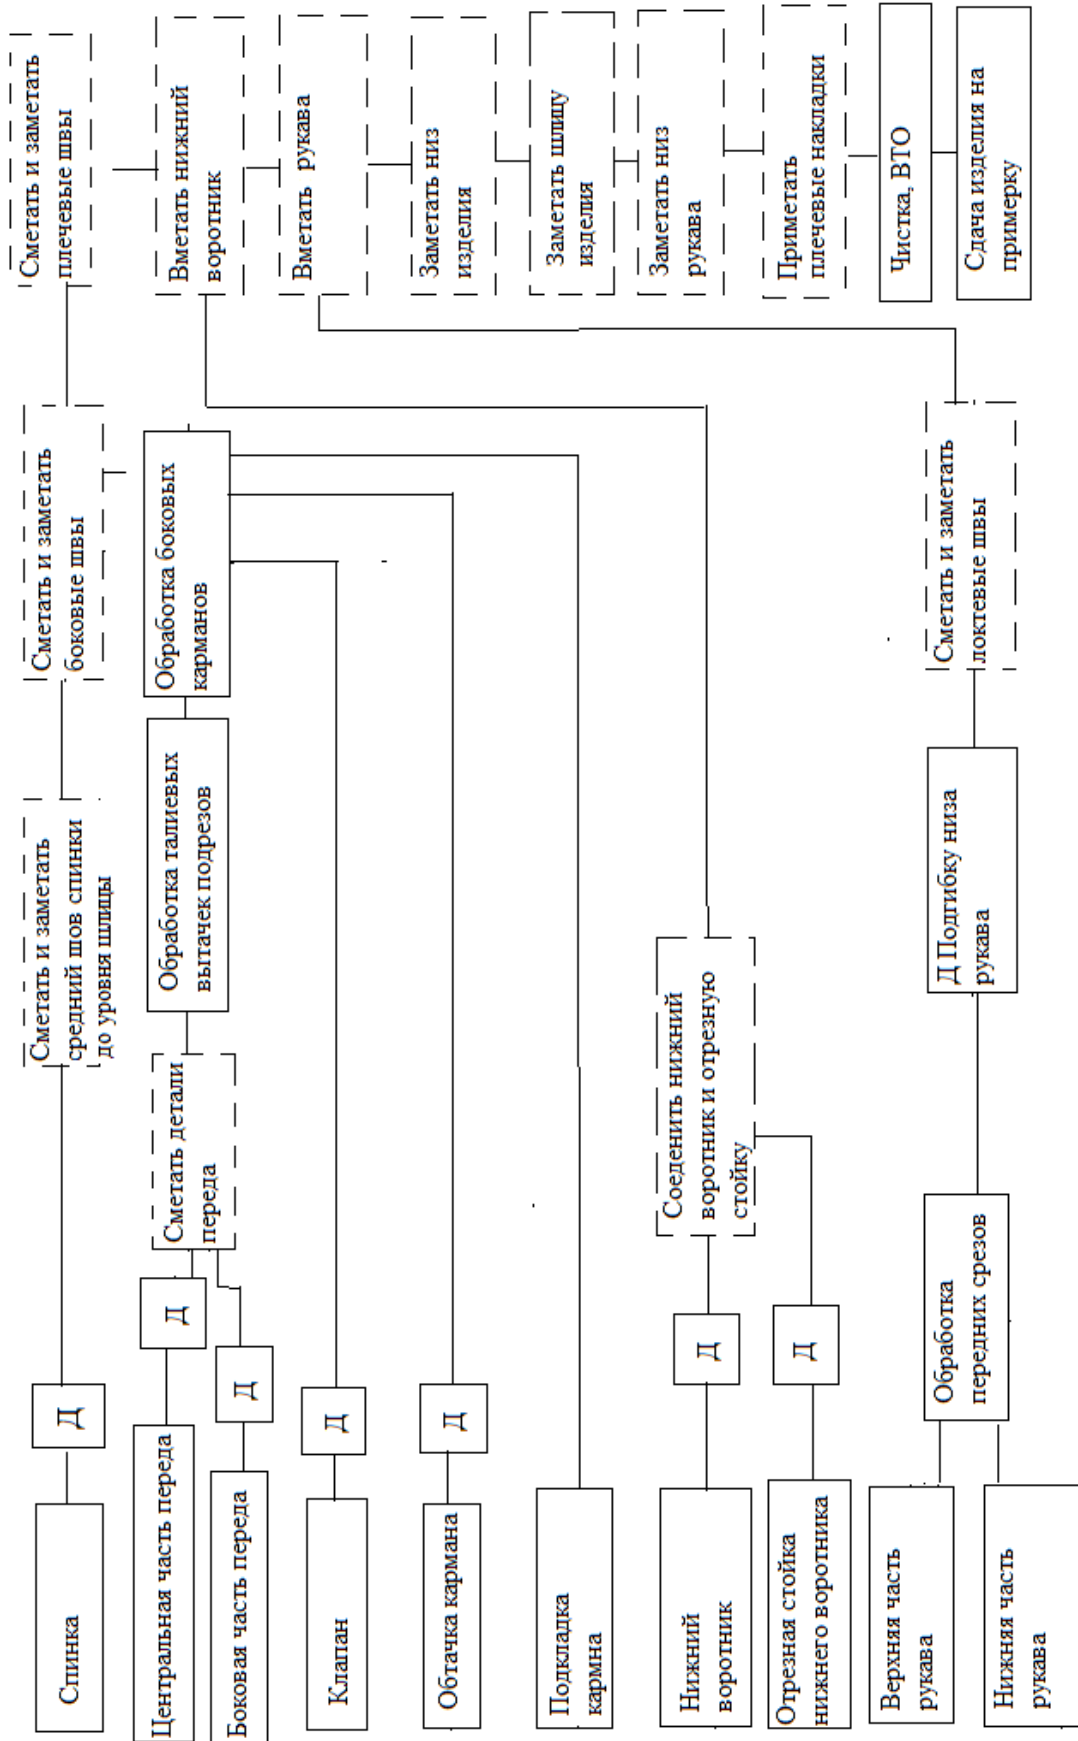 Спинка
Д
Сметать и заметать
средний шов спинки
до уровня шлицы
Сметать и заметать
боковые швы
Сметать и заметать
плечевые швы
Центральная часть переда
Д
Боковая часть переда
Д
Сметать детали
переда
Обработка талиевых
вытачек подрезов
Обработка боковых
карманов
Вметать нижний
воротник
Клапан
Д
Вметать рукава
Обтачка кармана
Д
Заметать низ
изделия
Подкладка
кармна
Заметать шлицу
изделия
Нижний
воротник
Д
Соеденить нижний
воротник и отрезную
стойку
Заметать низ
рукава
Отрезная стойка
нижнего воротника
Д
Приметать
плечевые накладки
Верхняя часть
рукава
Нижняя часть
рукава
Обработка
передних срезов
Д Подгибку низа
рукава
Сметать и заметать
локтевые швы
Чистка, ВТО
Сдача изделия на
примерку